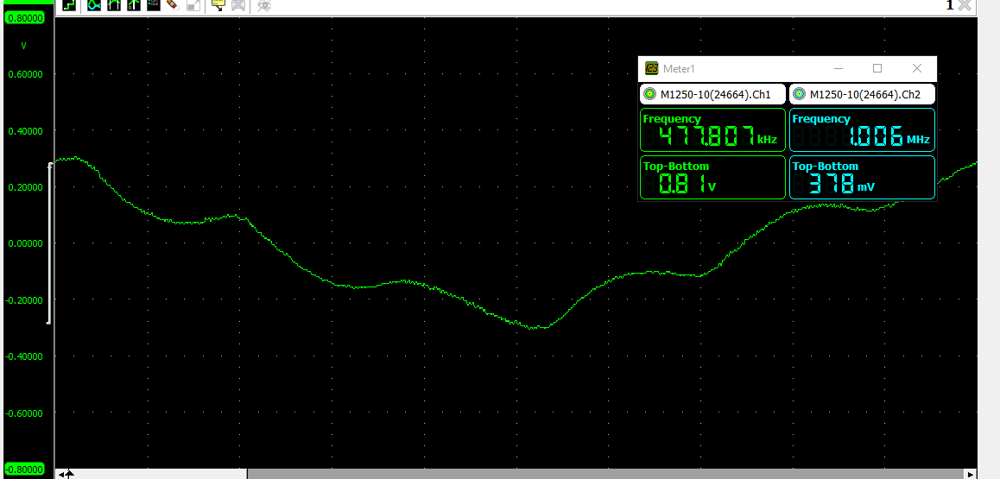 1
0.80000
V
0.60000
0.40000
0.20000
0.00000
-0.20000
-0.40000
-0.60000
-0.80000
Meter1
M1250-10(24664).Ch1 M1250-10(24664).Ch2
Frequency Frequency
477.807 kHz 1.006 MHz
Top-Bottom Top-Bottom
0.81 V 378 mV